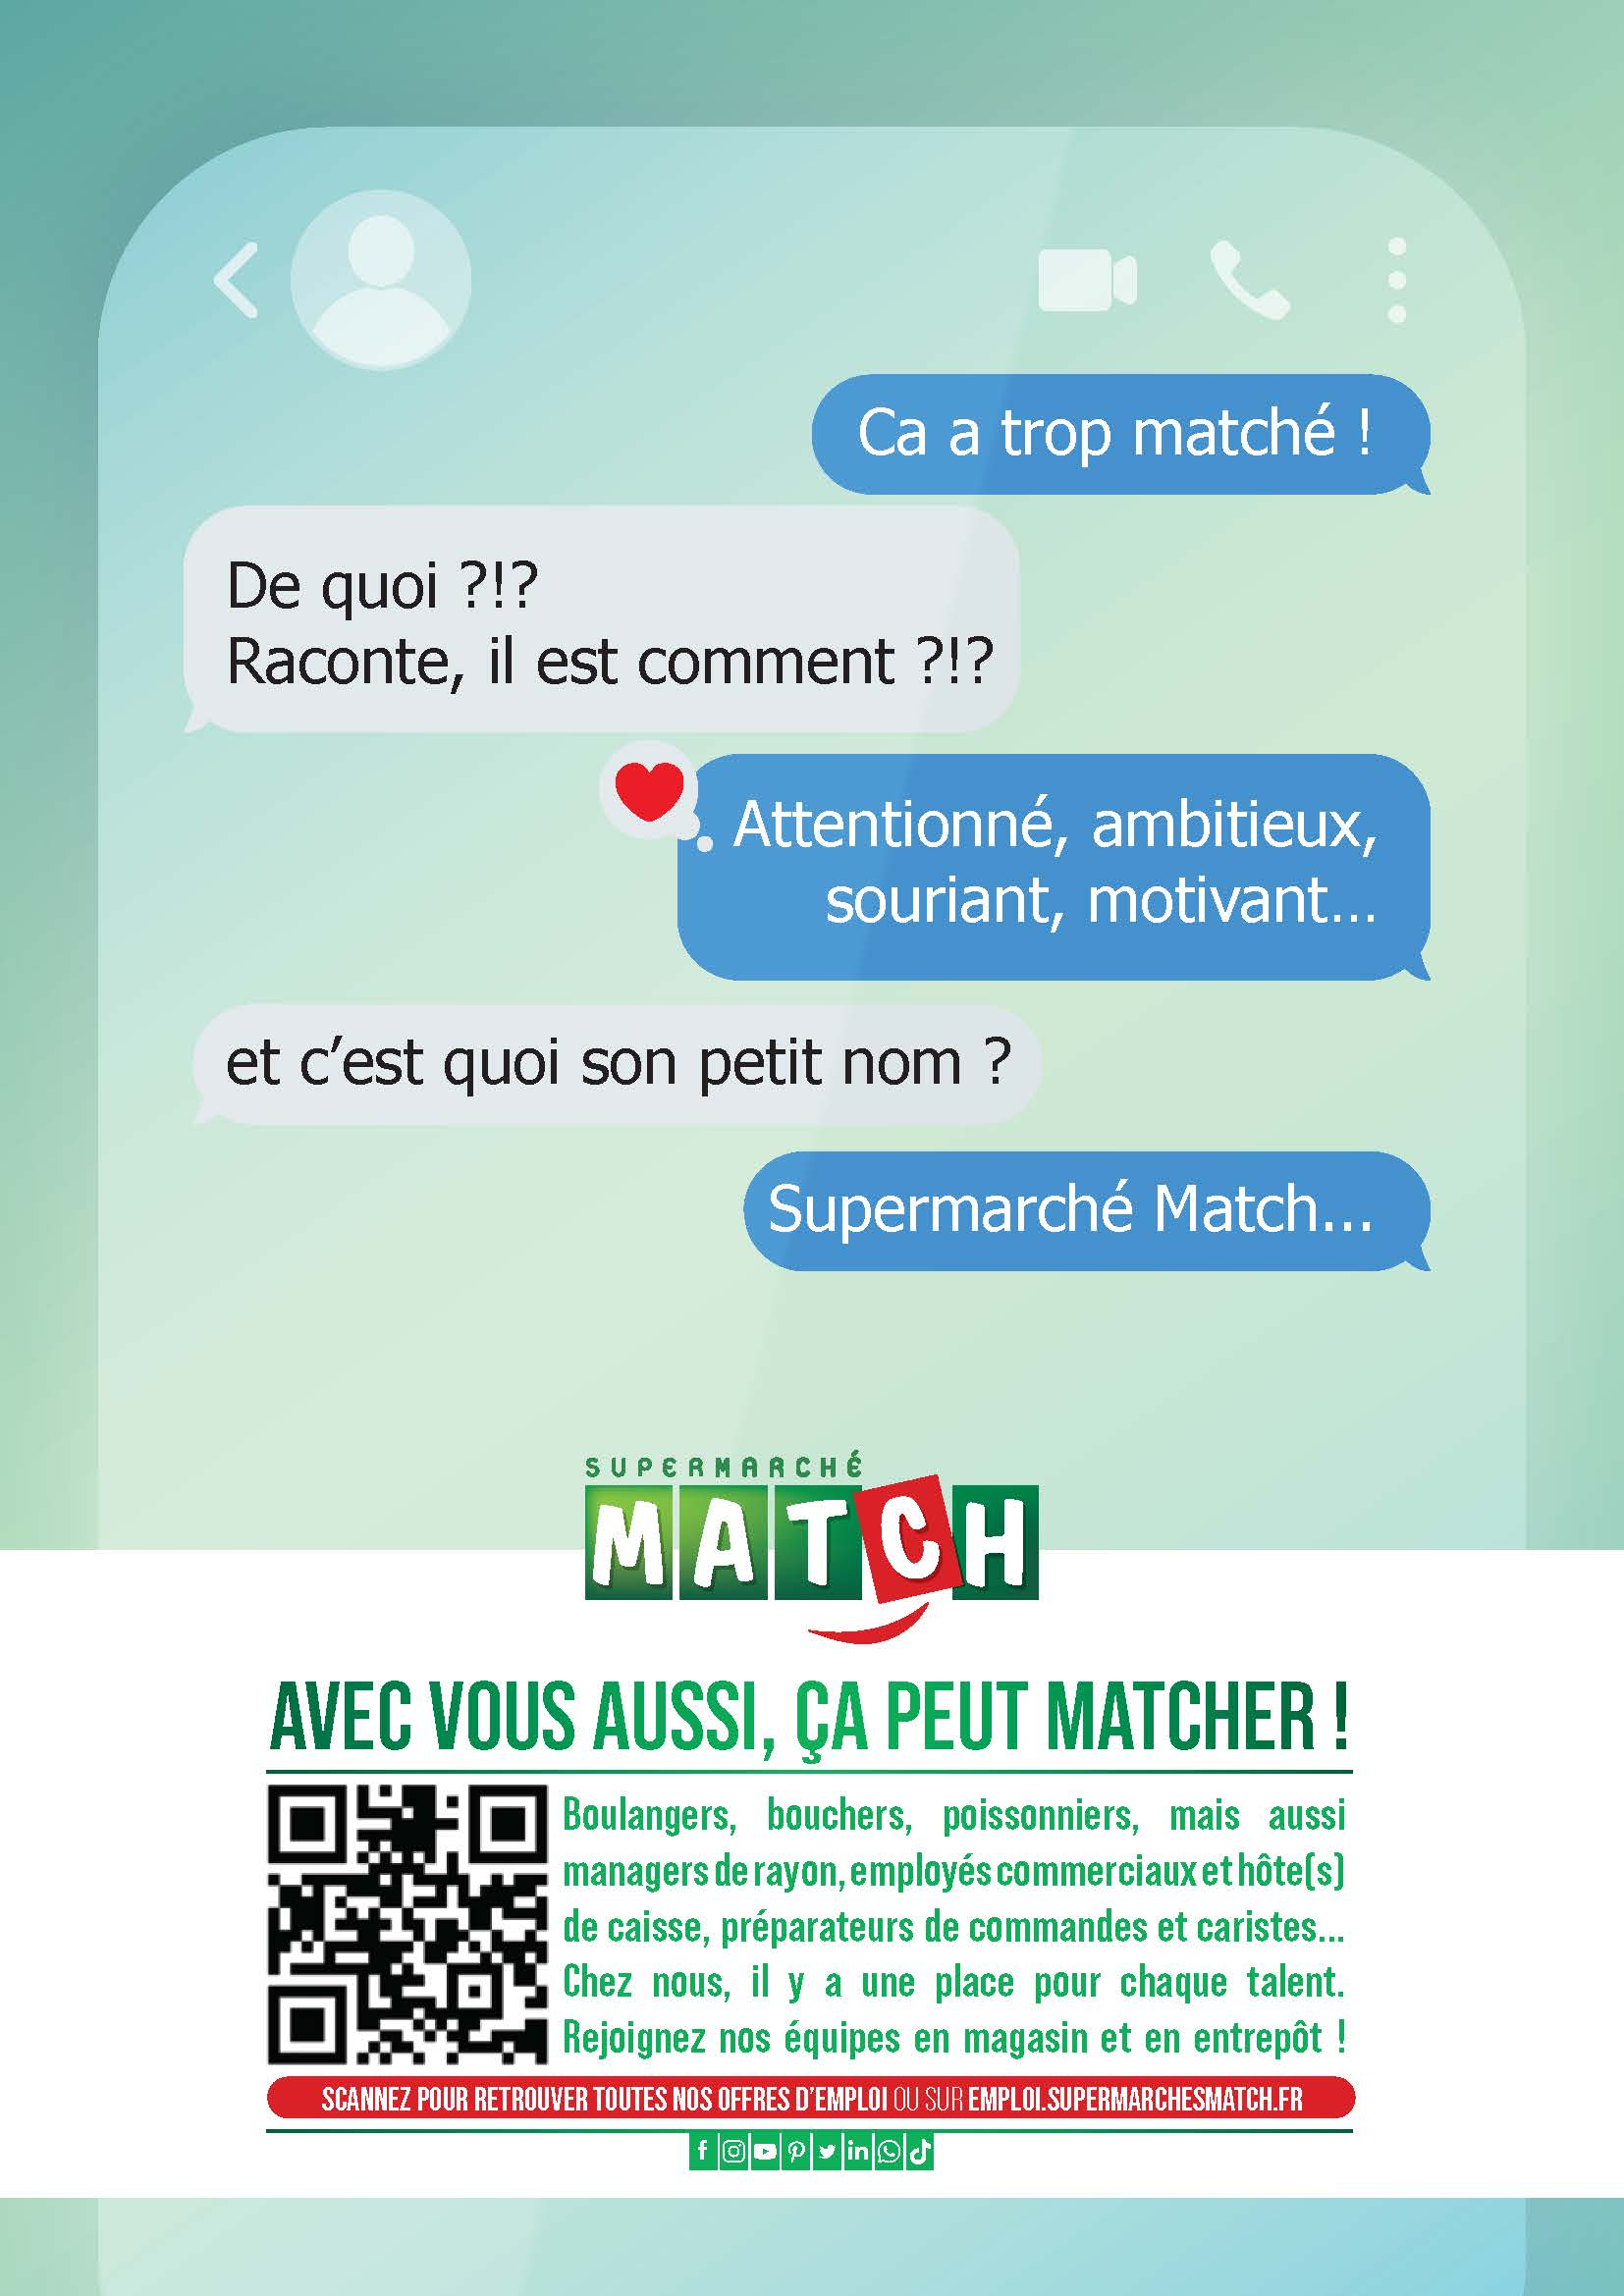 Ca a trop matché !
De quoi ?!?
Raconte, il est comment ?!?
Attentionné, ambitieux,
souriant, motivant...
et c’est quoi son petit nom ?
Supermarché Match...
SUPERMARCHÉ
MATCH
AVEC VOUS AUSSI, ÇA PEUT MATCHER !
Boulangers, bouchers, poissonniers, mais aussi
managers de rayon, employés commerciaux et hôte(s)
de caisse, préparateurs de commandes et caristes...
Chez nous, il y a une place pour chaque talent.
Rejoignez nos équipes en magasin et en entrepôt !
SCANNEZ POUR RETROUVER TOUTES NOS OFFRES D’EMPLOI OU SUR EMPLOI.SUPERMARCHESMATCH.FR